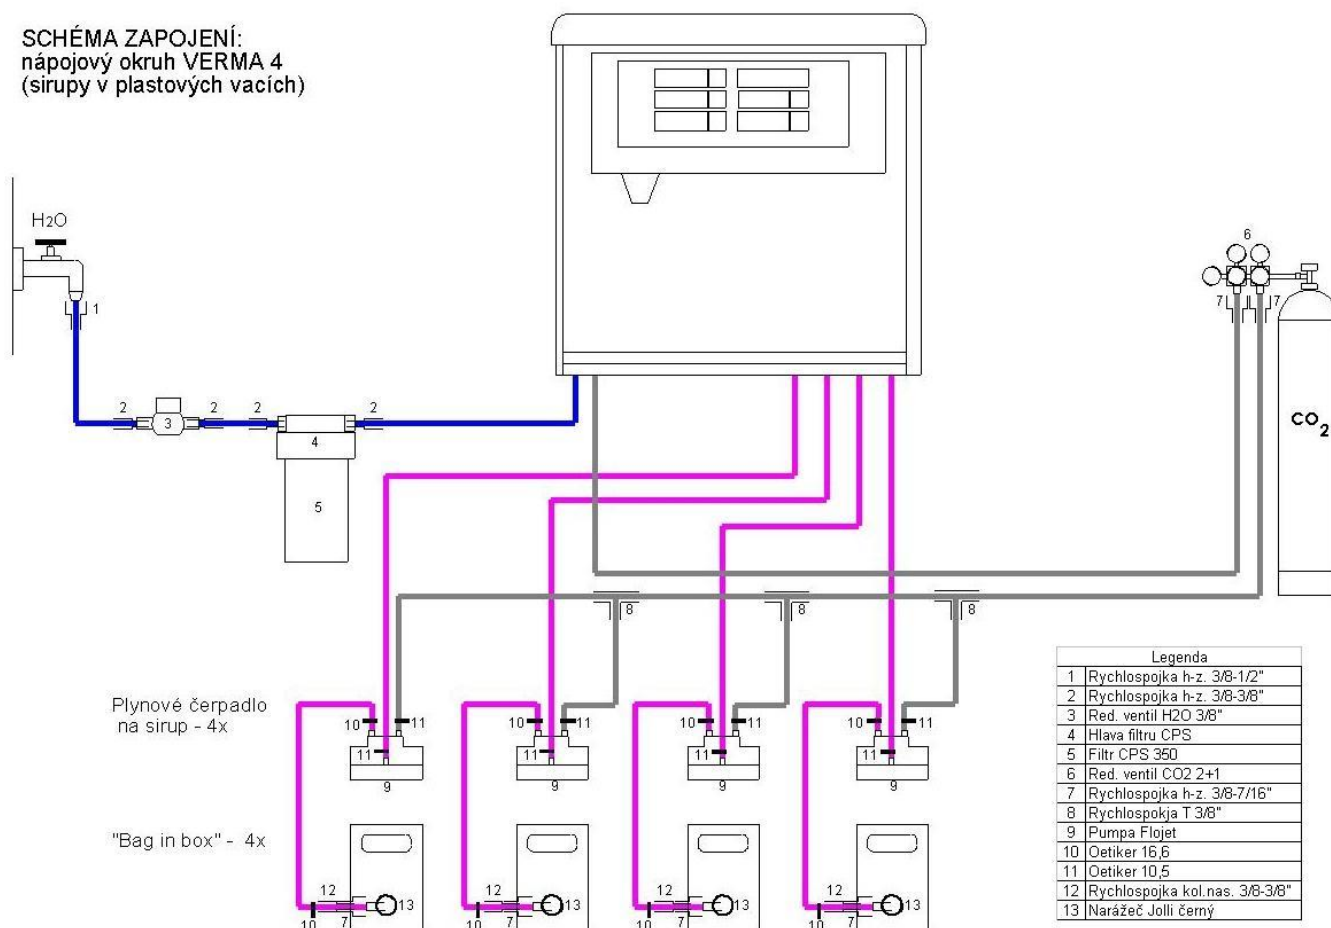 SCHÉMA ZAPOJENÍ:
nápojový okruh VERMA 4
(sirupy v plastových vacích)
H2O
1
2
3
2
2
4
2
5
6
7
7
CO2
8
8
8
Plynové čerpadlo
na sirup - 4x
10
11
11
9
10
11
11
9
10
11
11
9
10
11
11
9
"Bag in box" - 4x
12
13
7
10
12
13
7
10
12
13
7
10
12
13
7
10
Legenda
1 Rychlospojka h-z. 3/8-1/2"
2 Rychlospojka h-z. 3/8-3/8"
3 Red. ventil H2O 3/8"
4 Hlava filtru CPS
5 Filtr CPS 350
6 Red. ventil CO2 2+1
7 Rychlospojka h-z. 3/8-7/16"
8 Rychlospokja T 3/8"
9 Pumpa Flojet
10 Oetiker 16,6
11 Oetiker 10,5
12 Rychlospojka kol.nas. 3/8-3/8"
13 Narážeč Jolli černý